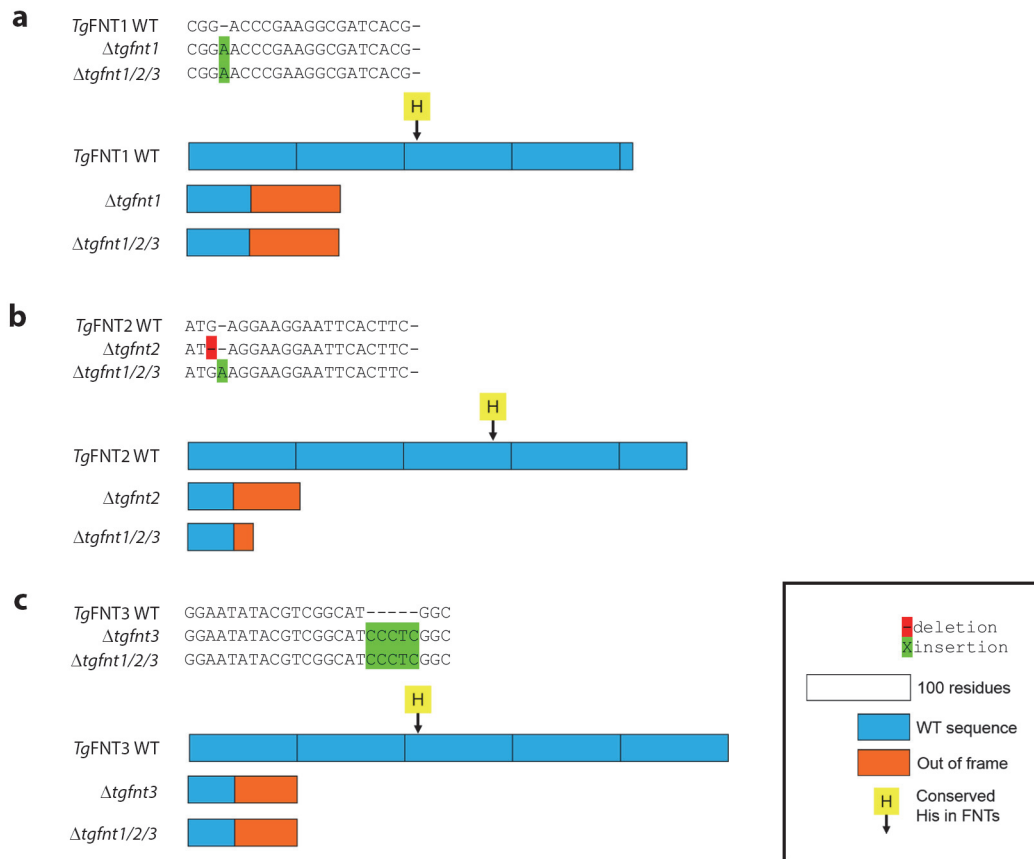 a
TgFNT1 WT CGG-ACCCGAAGGCGATCACG-
Δtgfnt1 CGGAACCCGAAGGCGATCACG-
Δtgfnt1/2/3 CGGAACCCGAAGGCGATCACG-
H
TgFNT1 WT
Δtgfnt1
Δtgfnt1/2/3
b
TgFNT2 WT ATG-AGGAAGGAATTCACTTC-
Δtgfnt2 AT--AGGAAGGAATTCACTTC-
Δtgfnt1/2/3 ATGAAGGAAGGAATTCACTTC-
H
TgFNT2 WT
Δtgfnt2
Δtgfnt1/2/3
c
TgFNT3 WT GGAATATACGTCGGCAT-----GGC
Δtgfnt3 GGAATATACGTCGGCATCCCTCGGC
Δtgfnt1/2/3 GGAATATACGTCGGCATCCCTCGGC
H
TgFNT3 WT
Δtgfnt3
Δtgfnt1/2/3
-deletion
Xinsertion
100 residues
WT sequence
Out of frame
H Conserved
His in FNTs